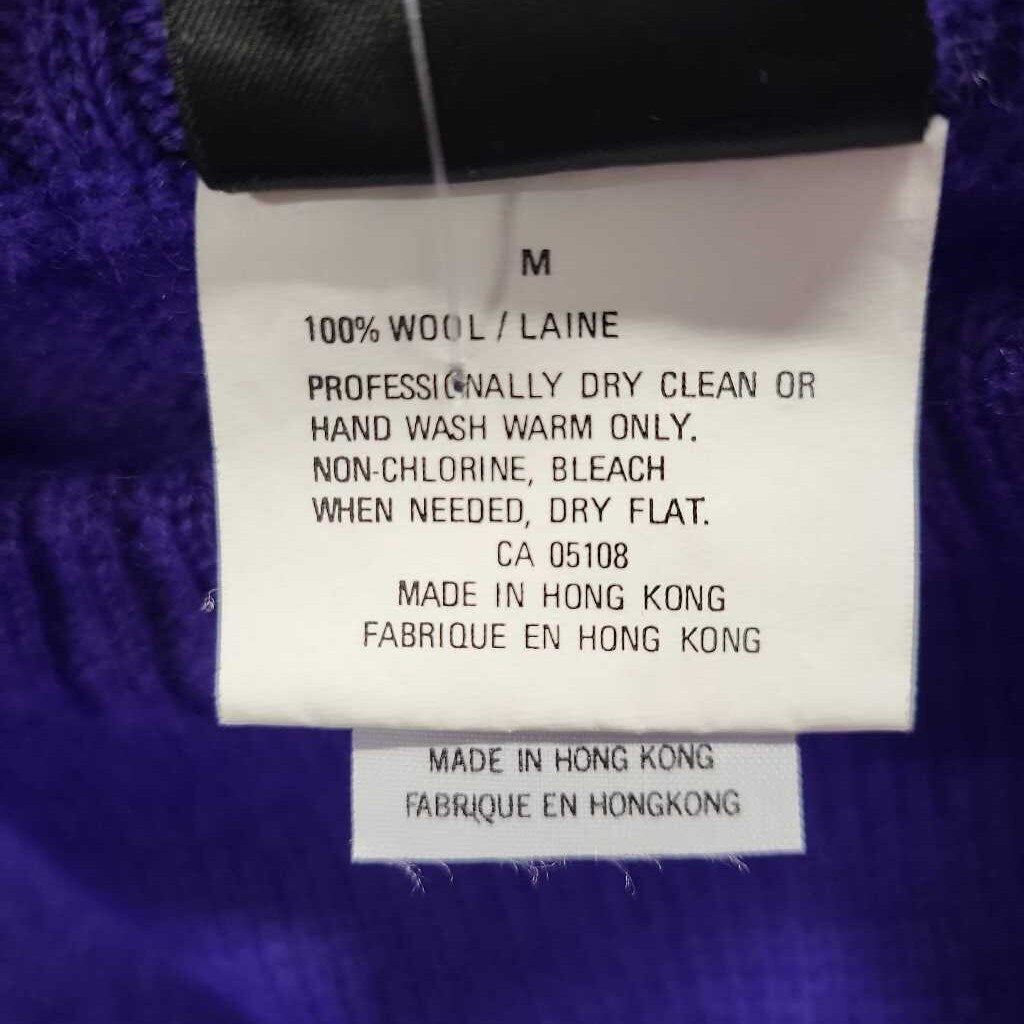 M
100% WOOL / LAINE
PROFESSIONALLY DRY CLEAN OR
HAND WASH WARM ONLY.
NON-CHLORINE, BLEACH
WHEN NEEDED, DRY FLAT.
CA 05108
MADE IN HONG KONG
FABRIQUE EN HONG KONG
MADE IN HONG KONG
FABRIQUE EN HONGKONG